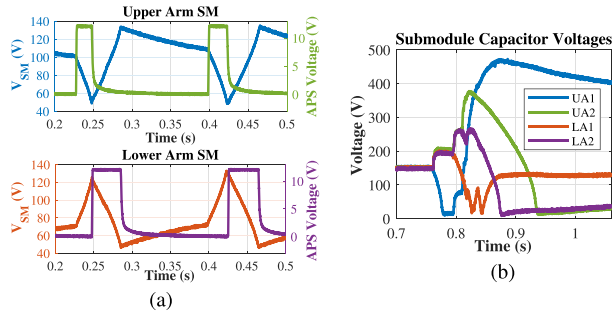 Upper Arm SM
V_SM (V)
140
120
100
80
60
40
10
5
0
APS Voltage (V)
0.2 0.25 0.3 0.35 0.4 0.45 0.5
Time (s)
Lower Arm SM
V_SM (V)
140
120
100
80
60
40
10
5
0
APS Voltage (V)
0.2 0.25 0.3 0.35 0.4 0.45 0.5
Time (s)
(a)
Submodule Capacitor Voltages
Voltage (V)
500
400
300
200
100
0
UA1
UA2
LA1
LA2
0.7 0.8 0.9 1
Time (s)
(b)